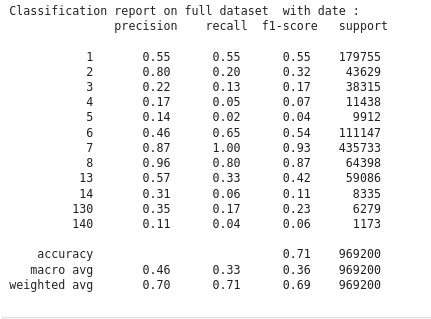 Classification report on full dataset  with date :
              precision    recall  f1-score   support

           1       0.55      0.55      0.55    179755
           2       0.80      0.20      0.32     43629
           3       0.22      0.13      0.17     38315
           4       0.17      0.05      0.07     11438
           5       0.14      0.02      0.04      9912
           6       0.46      0.65      0.54    111147
           7       0.87      1.00      0.93    435733
           8       0.96      0.80      0.87     64398
          13       0.57      0.33      0.42     59086
          14       0.31      0.06      0.11      8335
         130       0.35      0.17      0.23      6279
         140       0.11      0.04      0.06      1173

    accuracy                           0.71    969200
   macro avg       0.46      0.33      0.36    969200
weighted avg       0.70      0.71      0.69    969200